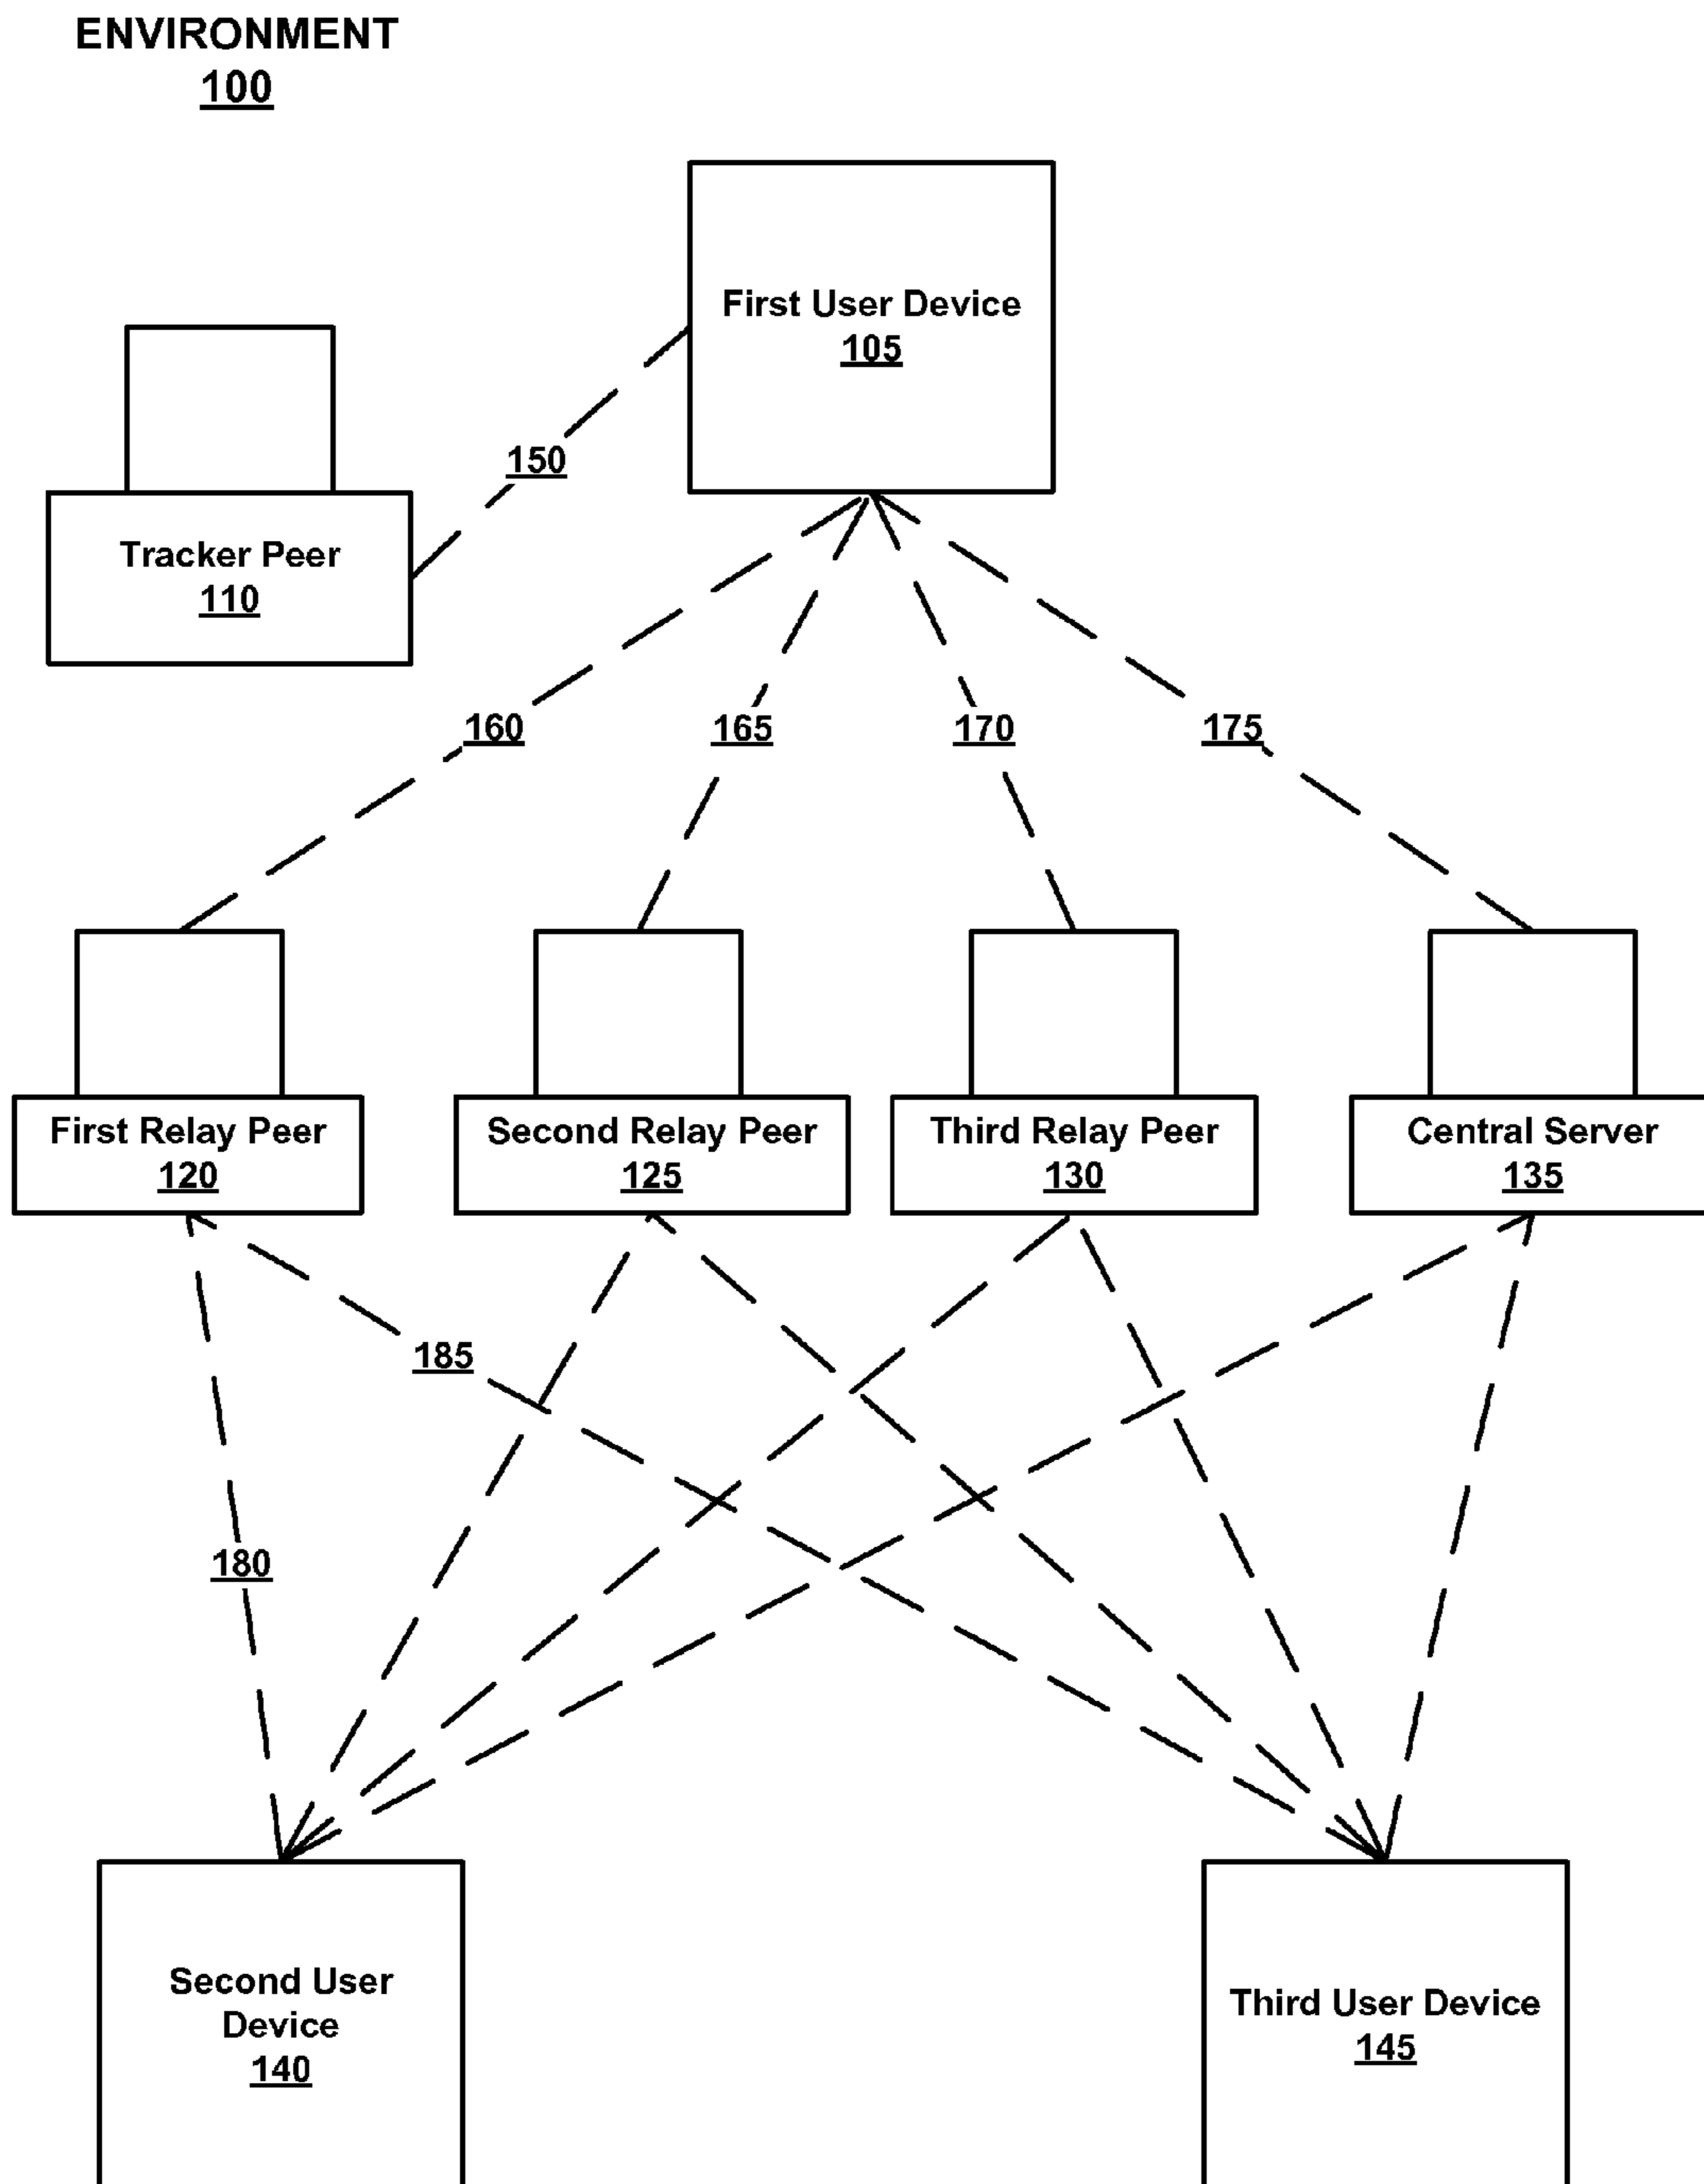 ENVIRONMENT
100
First User Device
105
150
Tracker Peer
110
160
165
170
175
First Relay Peer
120
Second Relay Peer
125
Third Relay Peer
130
Central Server
135
185
180
Second User
Device
140
Third User Device
145